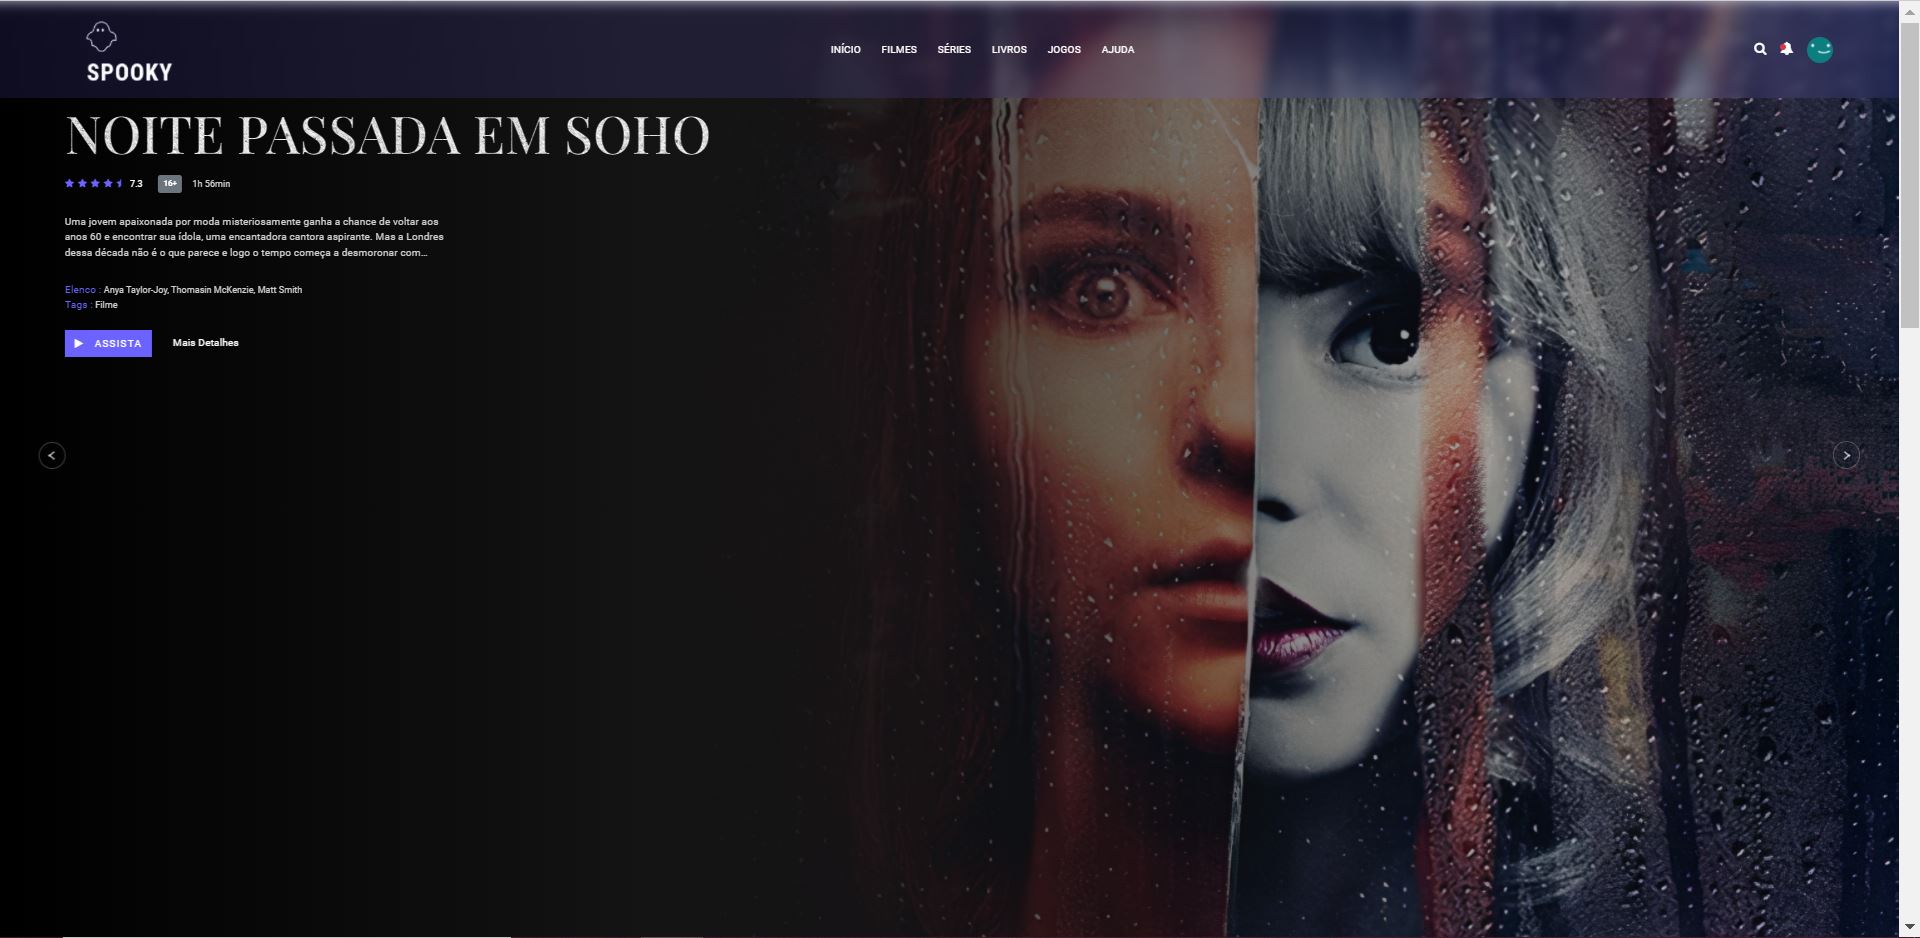 SPOOKY
INÍCIO FILMES SÉRIES LIVROS JOGOS AJUDA
NOITE PASSADA EM SOHO
7.3 16+ 1h 56min
Uma jovem apaixonada por moda misteriosamente ganha a chance de voltar aos
anos 60 e encontrar sua ídola, uma encantadora cantora aspirante. Mas a Londres
dessa década não é o que parece e logo o tempo começa a desmoronar com...
Elenco : Anya Taylor-Joy, Thomasin McKenzie, Matt Smith
Tags : Filme
ASSISTA Mais Detalhes